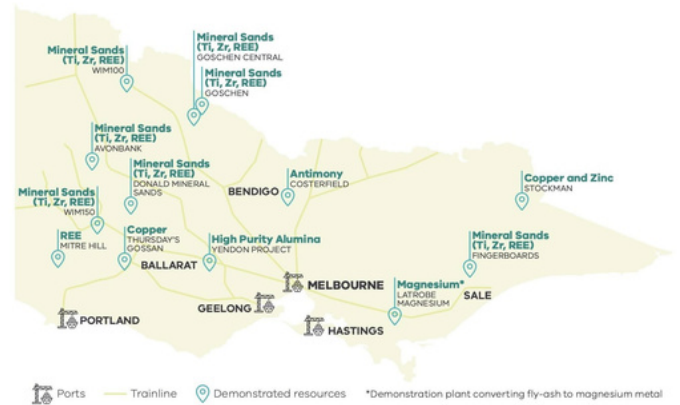 Mineral Sands
(Ti, Zr, REE)
WIM100
Mineral Sands
(Ti, Zr, REE)
GOSCHEN CENTRAL
Mineral Sands
(Ti, Zr, REE)
GOSCHEN
Mineral Sands
(Ti, Zr, REE)
AVONBANK
Mineral Sands
(Ti, Zr, REE)
DONALD MINERAL
SANDS
BENDIGO
Antimony
COSTERFIELD
Copper and Zinc
STOCKMAN
Mineral Sands
(Ti, Zr, REE)
WIM150
REE
MITRE HILL
Copper
THURSDAY'S
GOSSAN
BALLARAT
High Purity Alumina
YENDON PROJECT
Mineral Sands
(Ti, Zr, REE)
FINGERBOARDS
MELBOURNE
Magnesium*
LATROBE
MAGNESIUM
SALE
GEELONG
PORTLAND
HASTINGS
Ports
Trainline
Demonstrated resources
*Demonstration plant converting fly-ash to magnesium metal